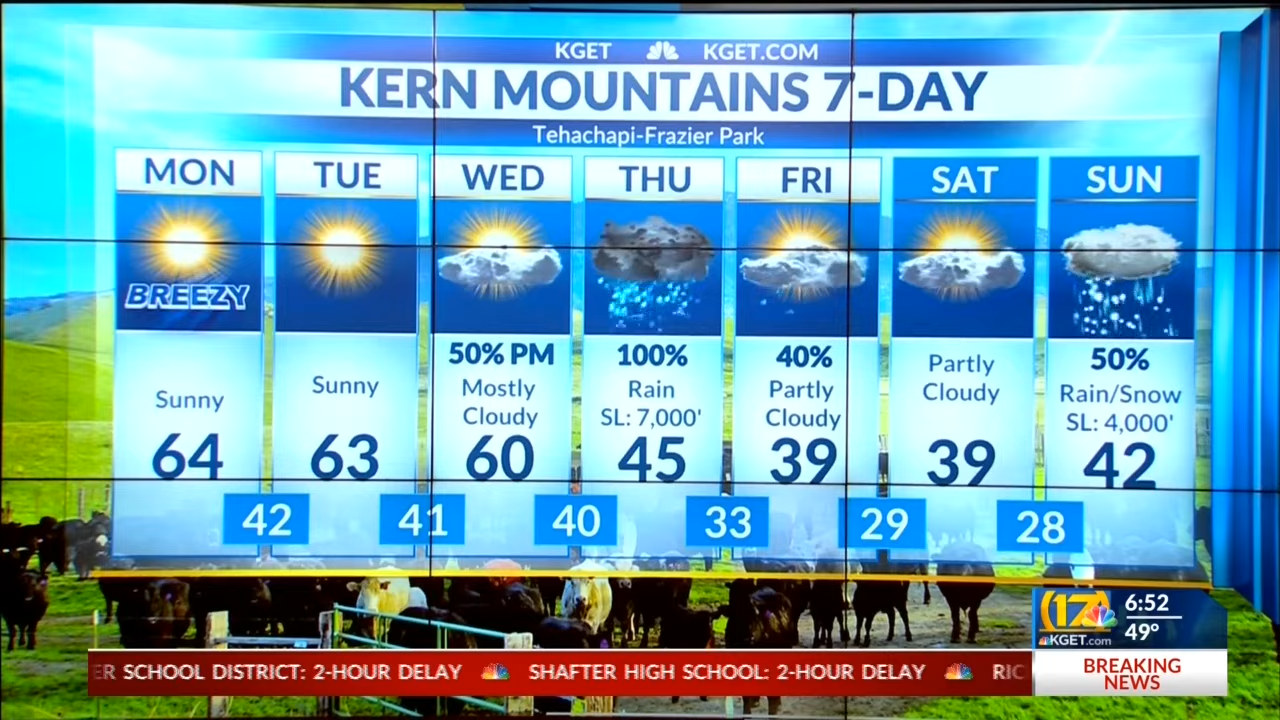 KGET KGET.COM
KERN MOUNTAINS 7-DAY
Tehachapi-Frazier Park
MON TUE WED THU FRI SAT SUN
BREEZY
50% PM 100% 40% 50%
Sunny Sunny Mostly Cloudy Rain SL: 7,000' Partly Cloudy Partly Cloudy Rain/Snow SL: 4,000'
64 63 60 45 39 39 42
42 41 40 33 29 28
17 6:52
KGET.com 49°
ER SCHOOL DISTRICT: 2-HOUR DELAY SHAFTER HIGH SCHOOL: 2-HOUR DELAY RIC
BREAKING
NEWS